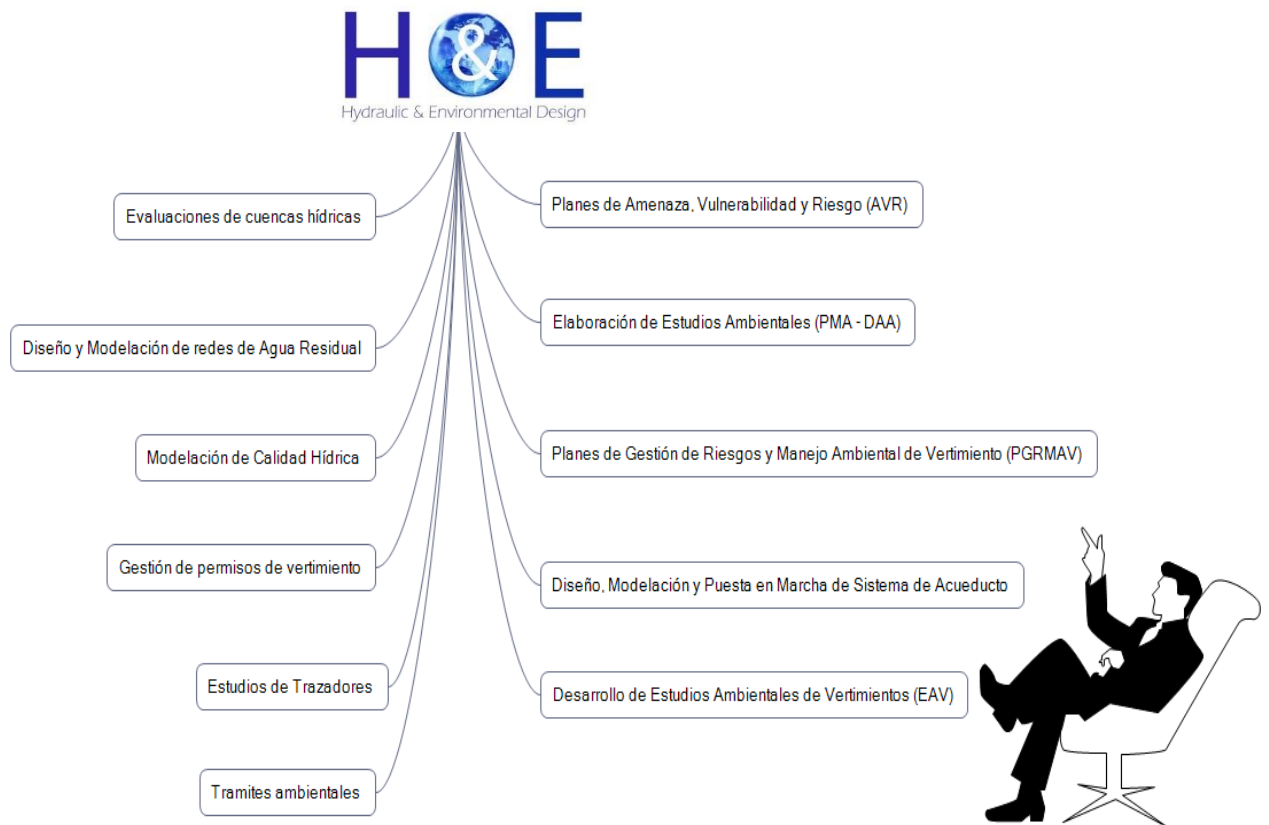 H & E
Hydraulic & Environmental Design
Evaluaciones de cuencas hídricas
Diseño y Modelación de redes de Agua Residual
Modelación de Calidad Hídrica
Gestión de permisos de vertimiento
Estudios de Trazadores
Tramites ambientales
Planes de Amenaza, Vulnerabilidad y Riesgo (AVR)
Elaboración de Estudios Ambientales (PMA - DAA)
Planes de Gestión de Riesgos y Manejo Ambiental de Vertimiento (PGRMAV)
Diseño, Modelación y Puesta en Marcha de Sistema de Acueducto
Desarrollo de Estudios Ambientales de Vertimientos (EAV)